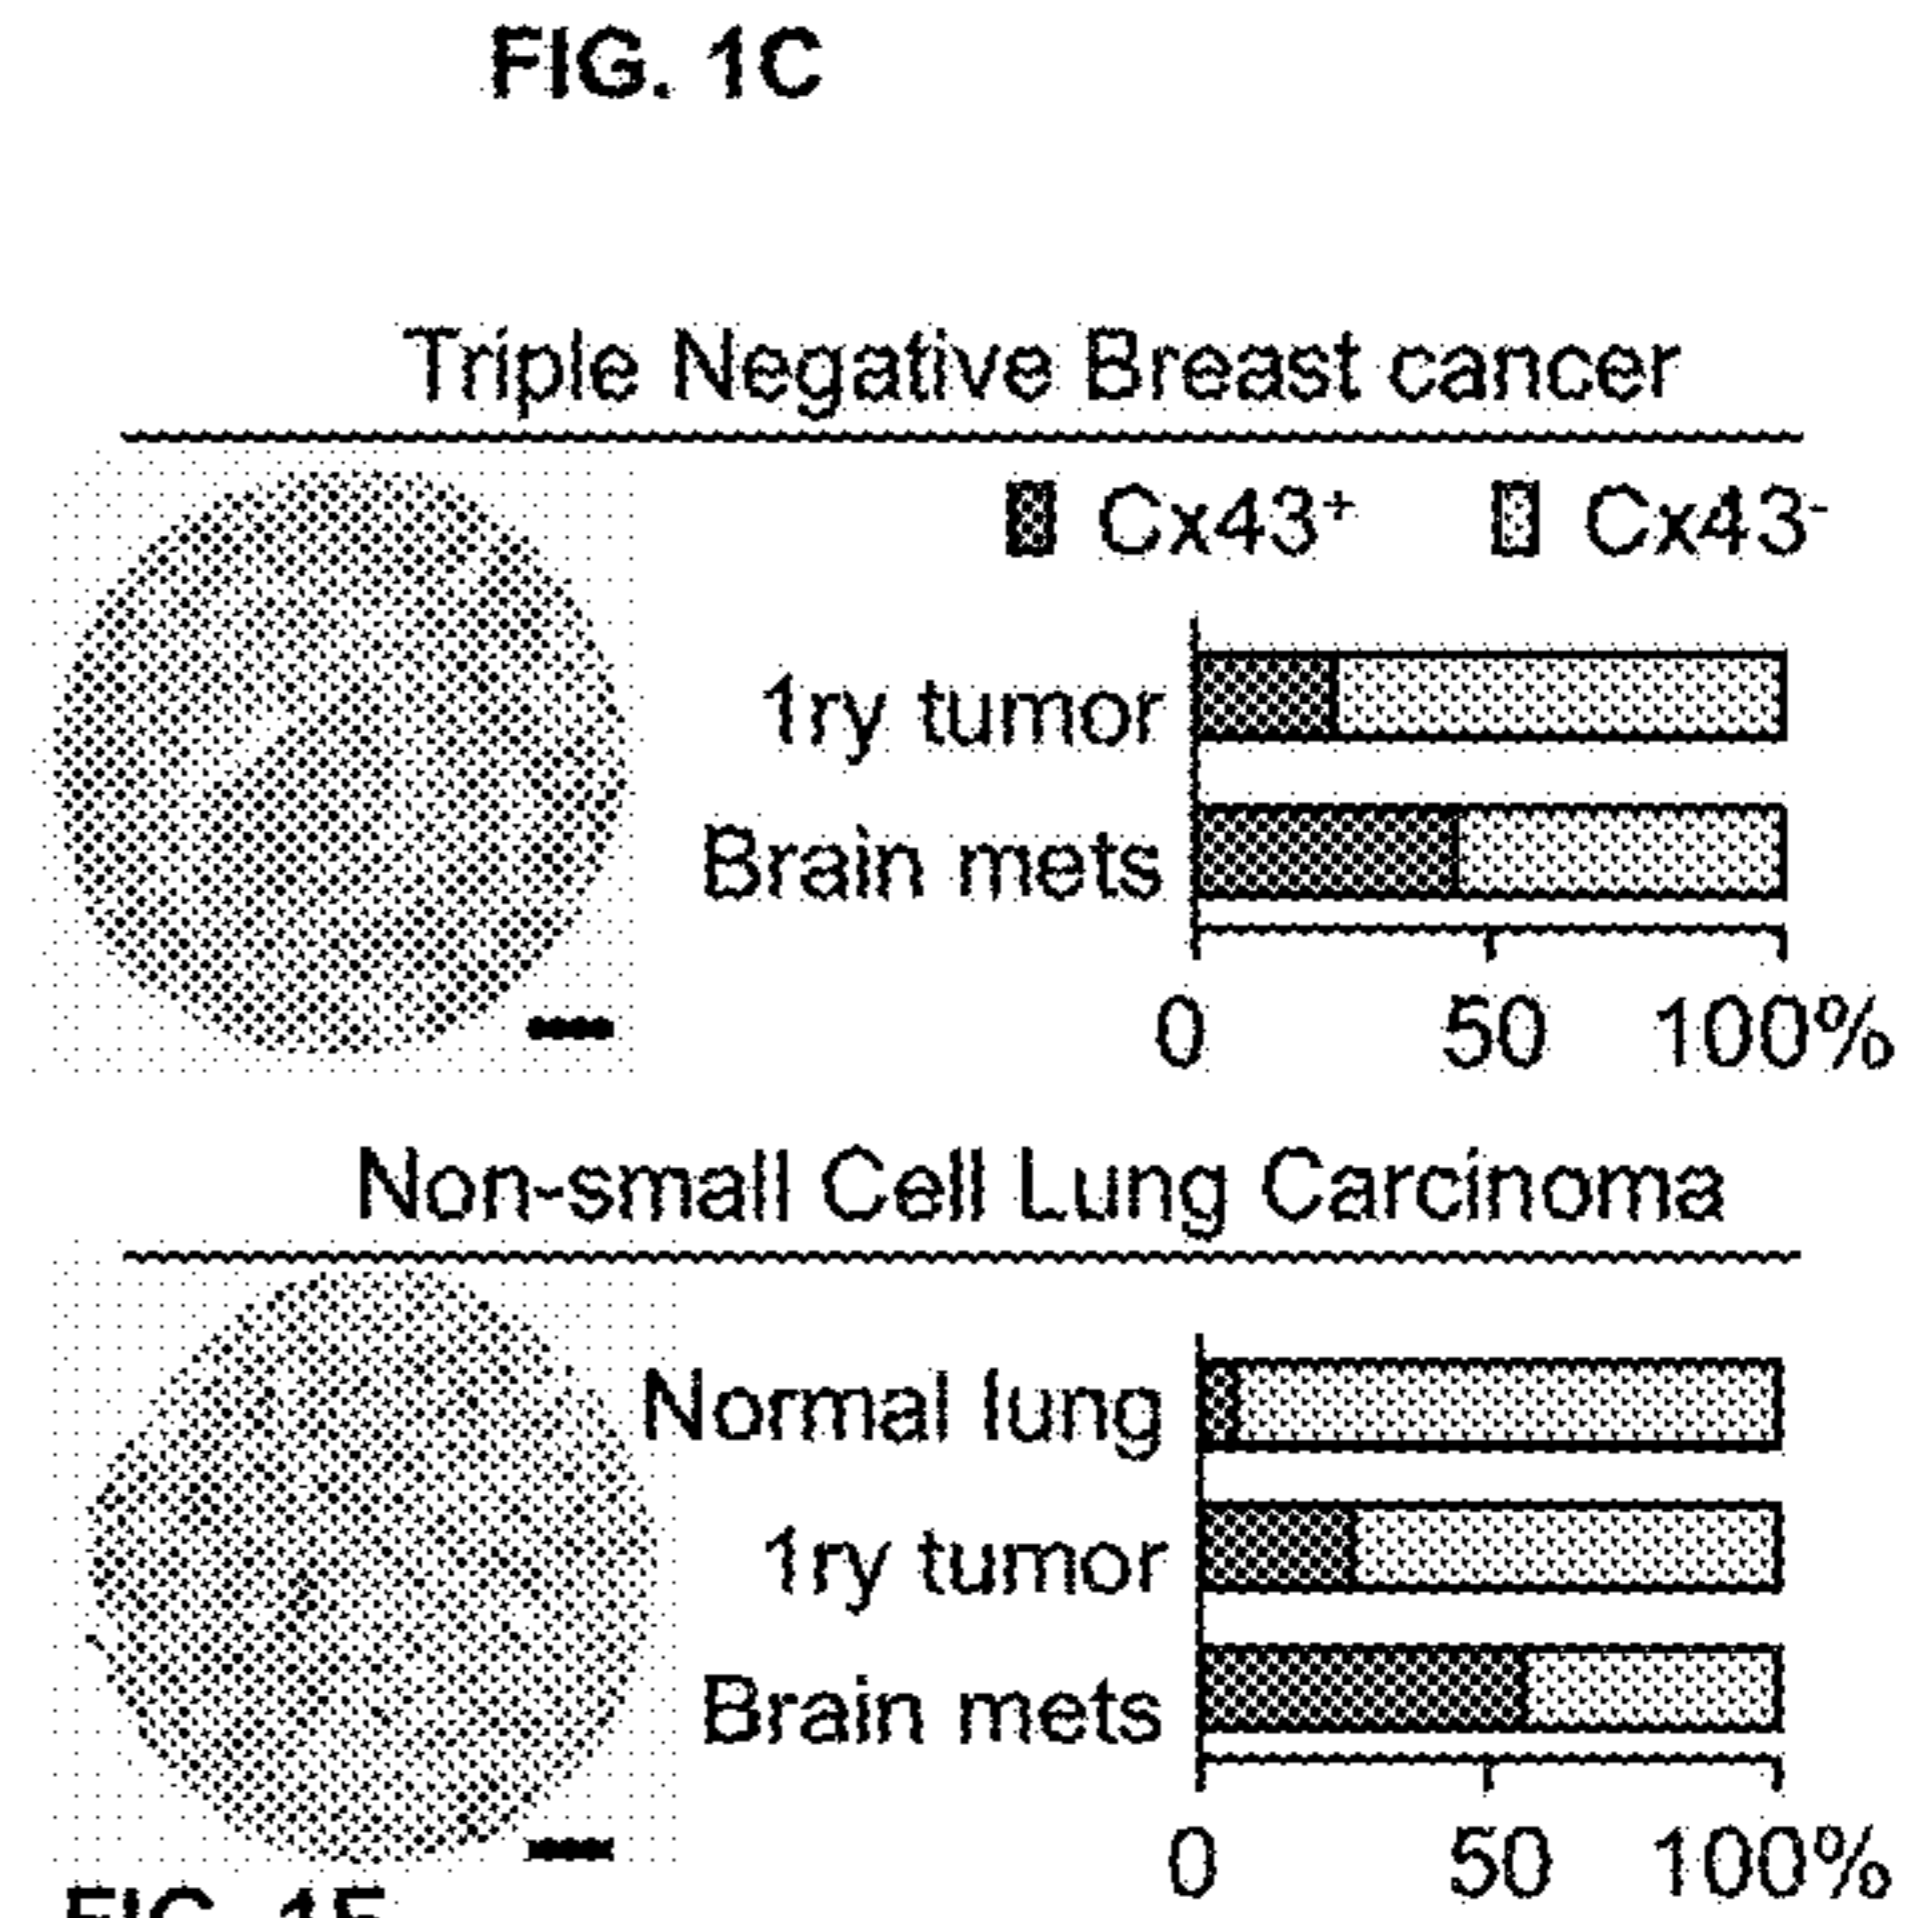 FIG. 1C
Triple Negative Breast cancer
Cx43⁺ Cx43⁻
1ry tumor
Brain mets
0 50 100%
Non-small Cell Lung Carcinoma
Normal lung
1ry tumor
Brain mets
0 50 100%